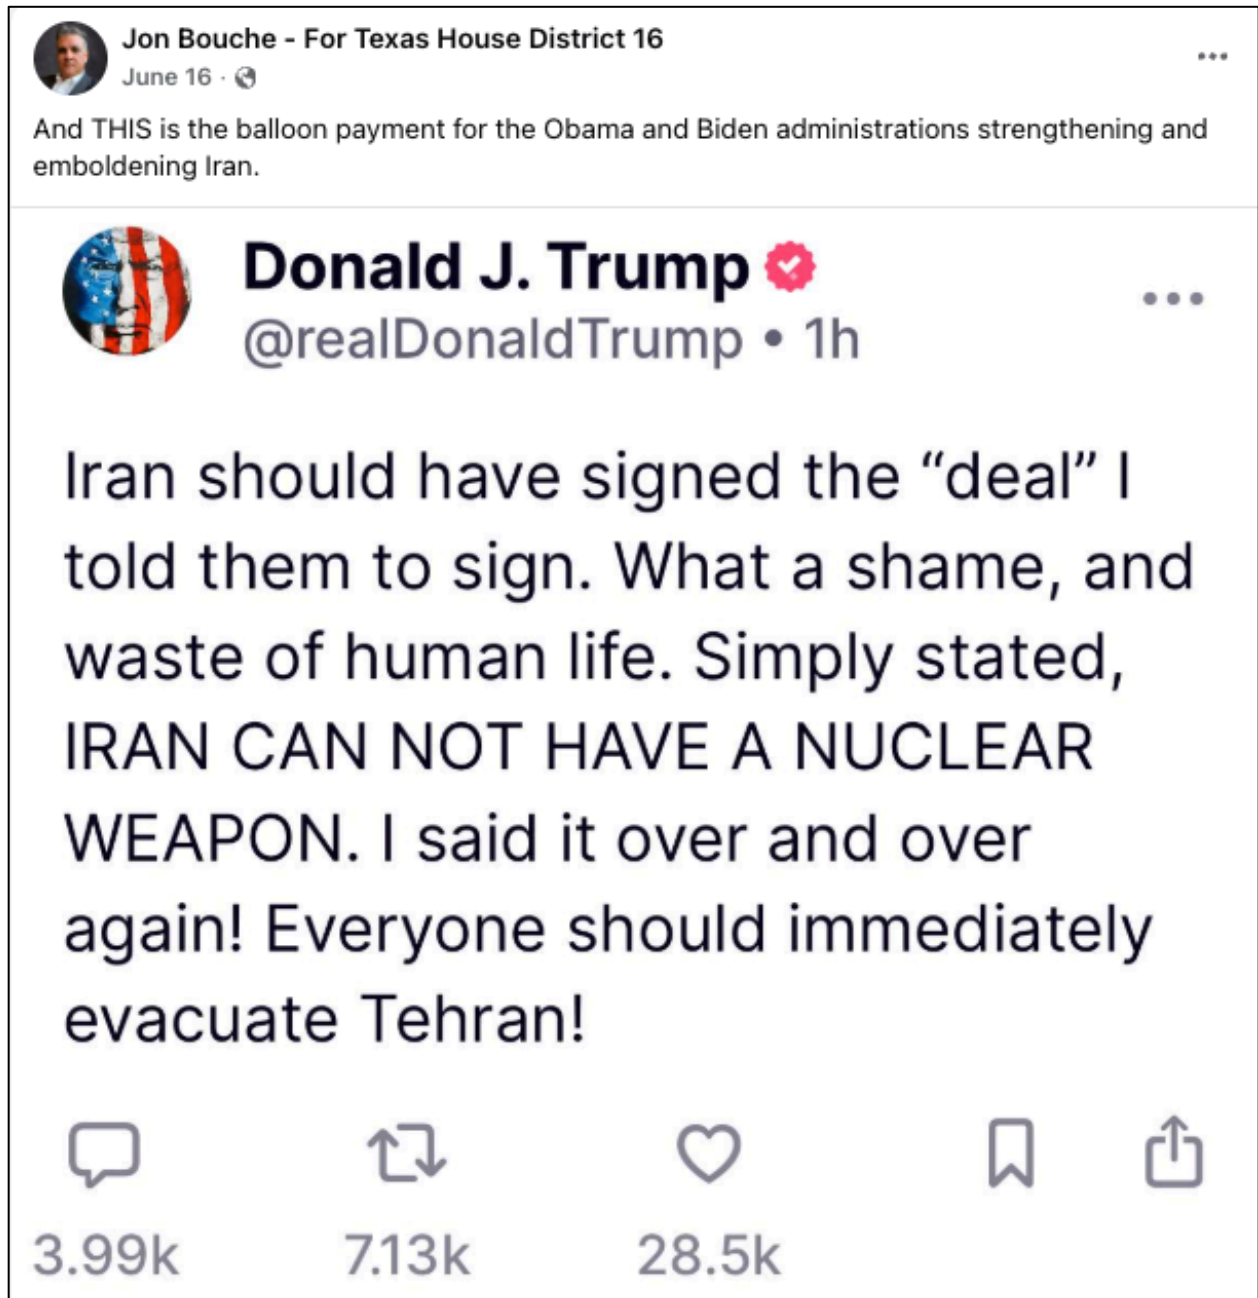 Jon Bouche - For Texas House District 16
June 16 ·
And THIS is the balloon payment for the Obama and Biden administrations strengthening and
emboldening Iran.
Donald J. Trump
@realDonaldTrump • 1h
Iran should have signed the “deal” I
told them to sign. What a shame, and
waste of human life. Simply stated,
IRAN CAN NOT HAVE A NUCLEAR
WEAPON. I said it over and over
again! Everyone should immediately
evacuate Tehran!
3.99k 7.13k 28.5k